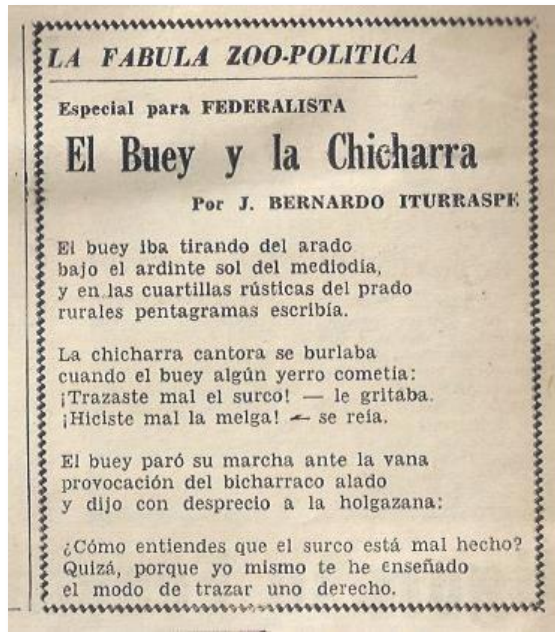 LA FABULA ZOO-POLITICA
Especial para FEDERALISTA
El Buey y la Chicharra
Por J. BERNARDO ITURRASPE
El buey iba tirando del arado
bajo el ardinte sol del mediodía,
y en las cuartillas rústicas del prado
rurales pentagramas escribía.
La chicharra cantora se burlaba
cuando el buey algún yerro cometía:
¡Trazaste mal el surco! — le gritaba.
¡Hiciste mal la melga! — se reía.
El buey paró su marcha ante la vana
provocación del bicharraco alado
y dijo con desprecio a la holgazana:
¿Cómo entiendes que el surco está mal hecho?
Quizá, porque yo mismo te he enseñado
el modo de trazar uno derecho.